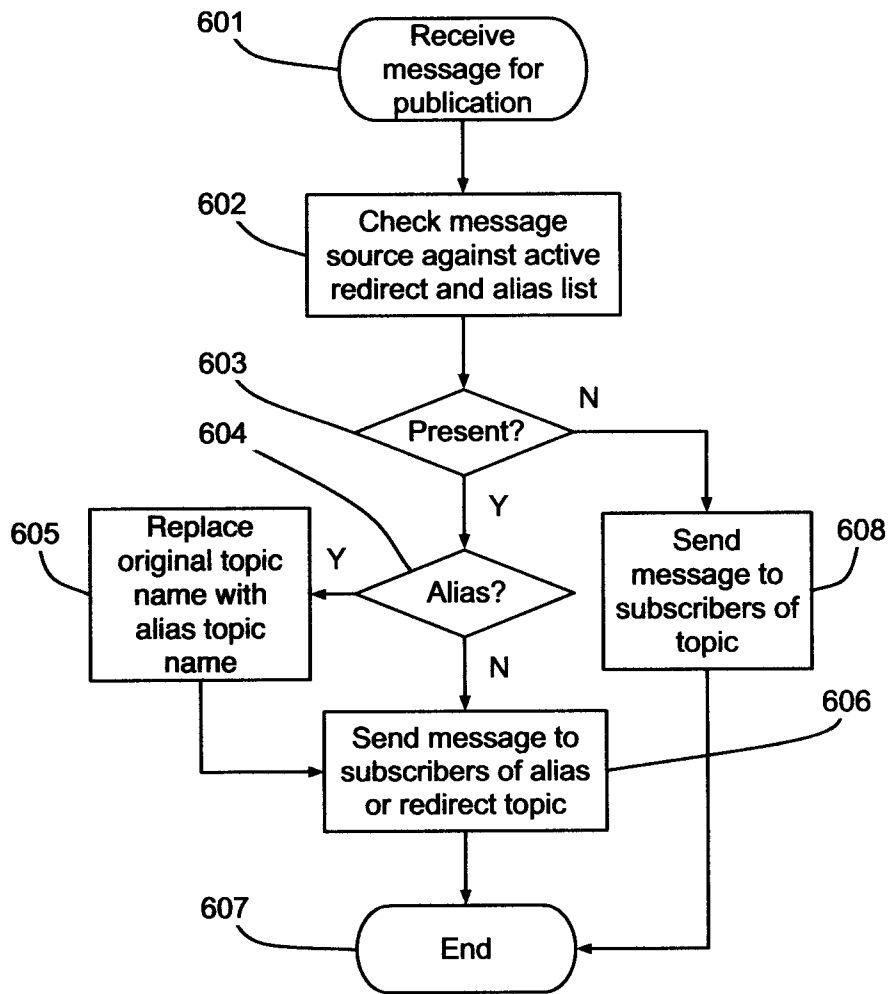 601
Receive
message for
publication
602
Check message
source against active
redirect and alias list
603
Present?
N
604
Y
605
Replace
original topic
name with
alias topic
name
Y
Alias?
Send
message to
subscribers of
topic
608
N
606
Send message to
subscribers of alias
or redirect topic
607
End